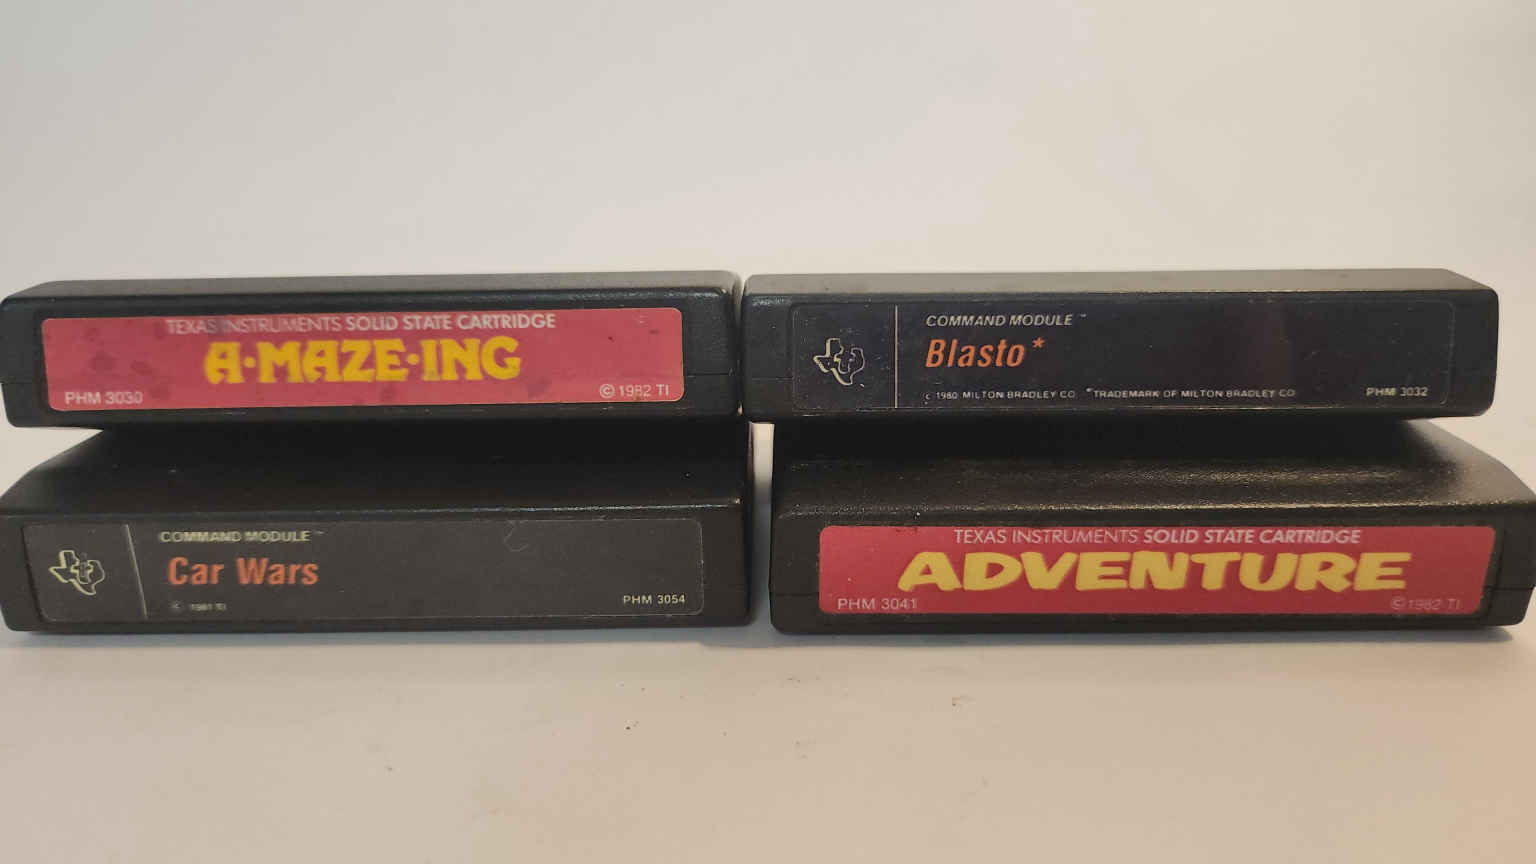 TEXAS INSTRUMENTS SOLID STATE CARTRIDGE
A·MAZE·ING
PHM 3030 © 1982 TI
COMMAND MODULE™
Blasto*
c 1980 MILTON BRADLEY CO *TRADEMARK OF MILTON BRADLEY CO PHM 3032
COMMAND MODULE™
Car Wars
© 1981 TI PHM 3054
TEXAS INSTRUMENTS SOLID STATE CARTRIDGE
ADVENTURE
PHM 3041 © 1982 TI